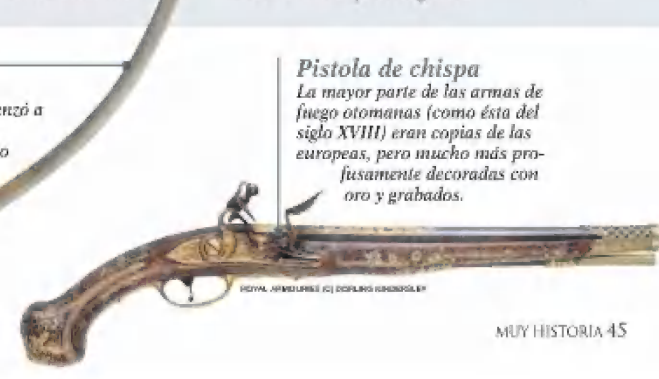 nzó a
o
Pistola de chispa
La mayor parte de las armas de
fuego otomanas (como ésta del
siglo XVIII) eran copias de las
europeas, pero mucho más pro-
fusamente decoradas con
oro y grabados.
ROYAL ARMOURIES (C) DORLING KINDERSLEY
MUY HISTORIA 45